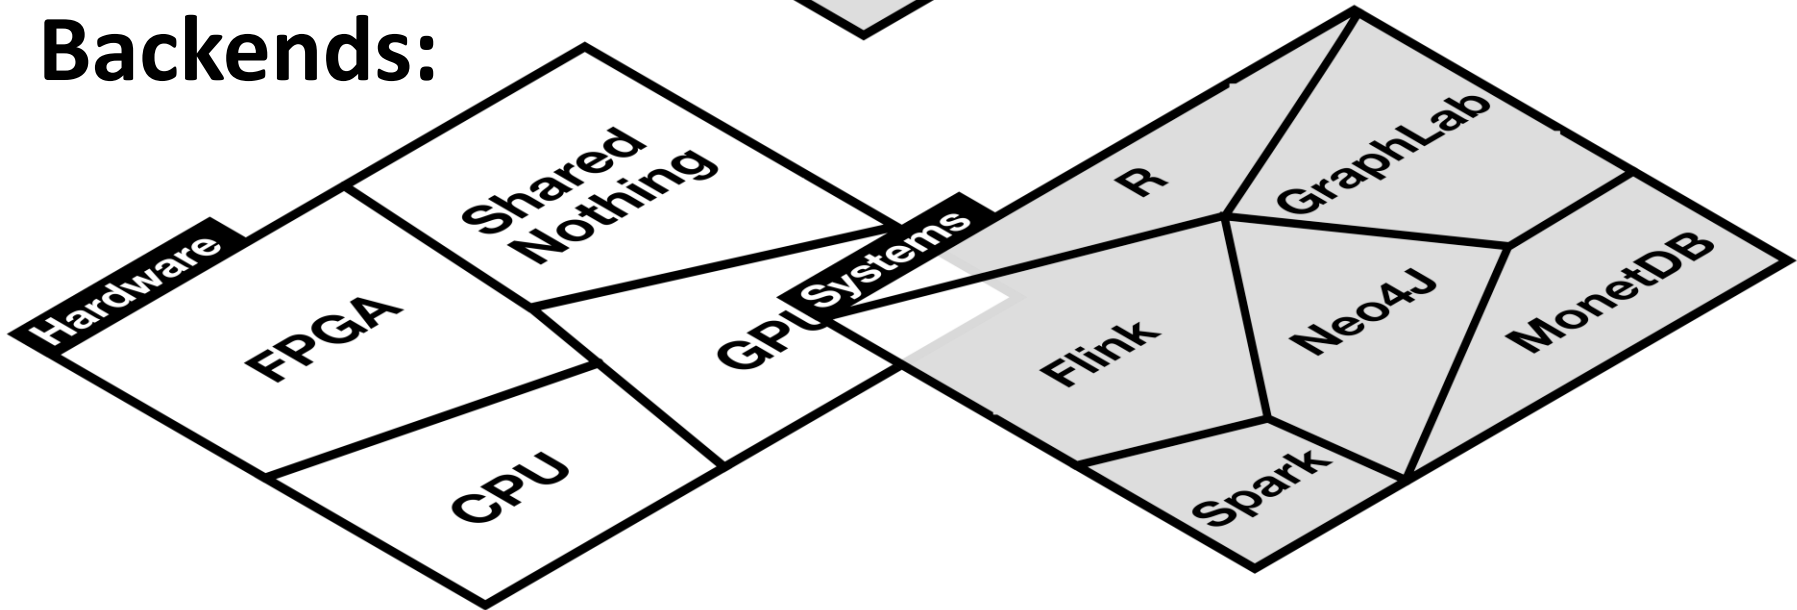 Backends:
Hardware
Shared
Nothing
FPGA
GPU
CPU
Systems
R
GraphLab
Flink
Neo4J
MonetDB
Spark